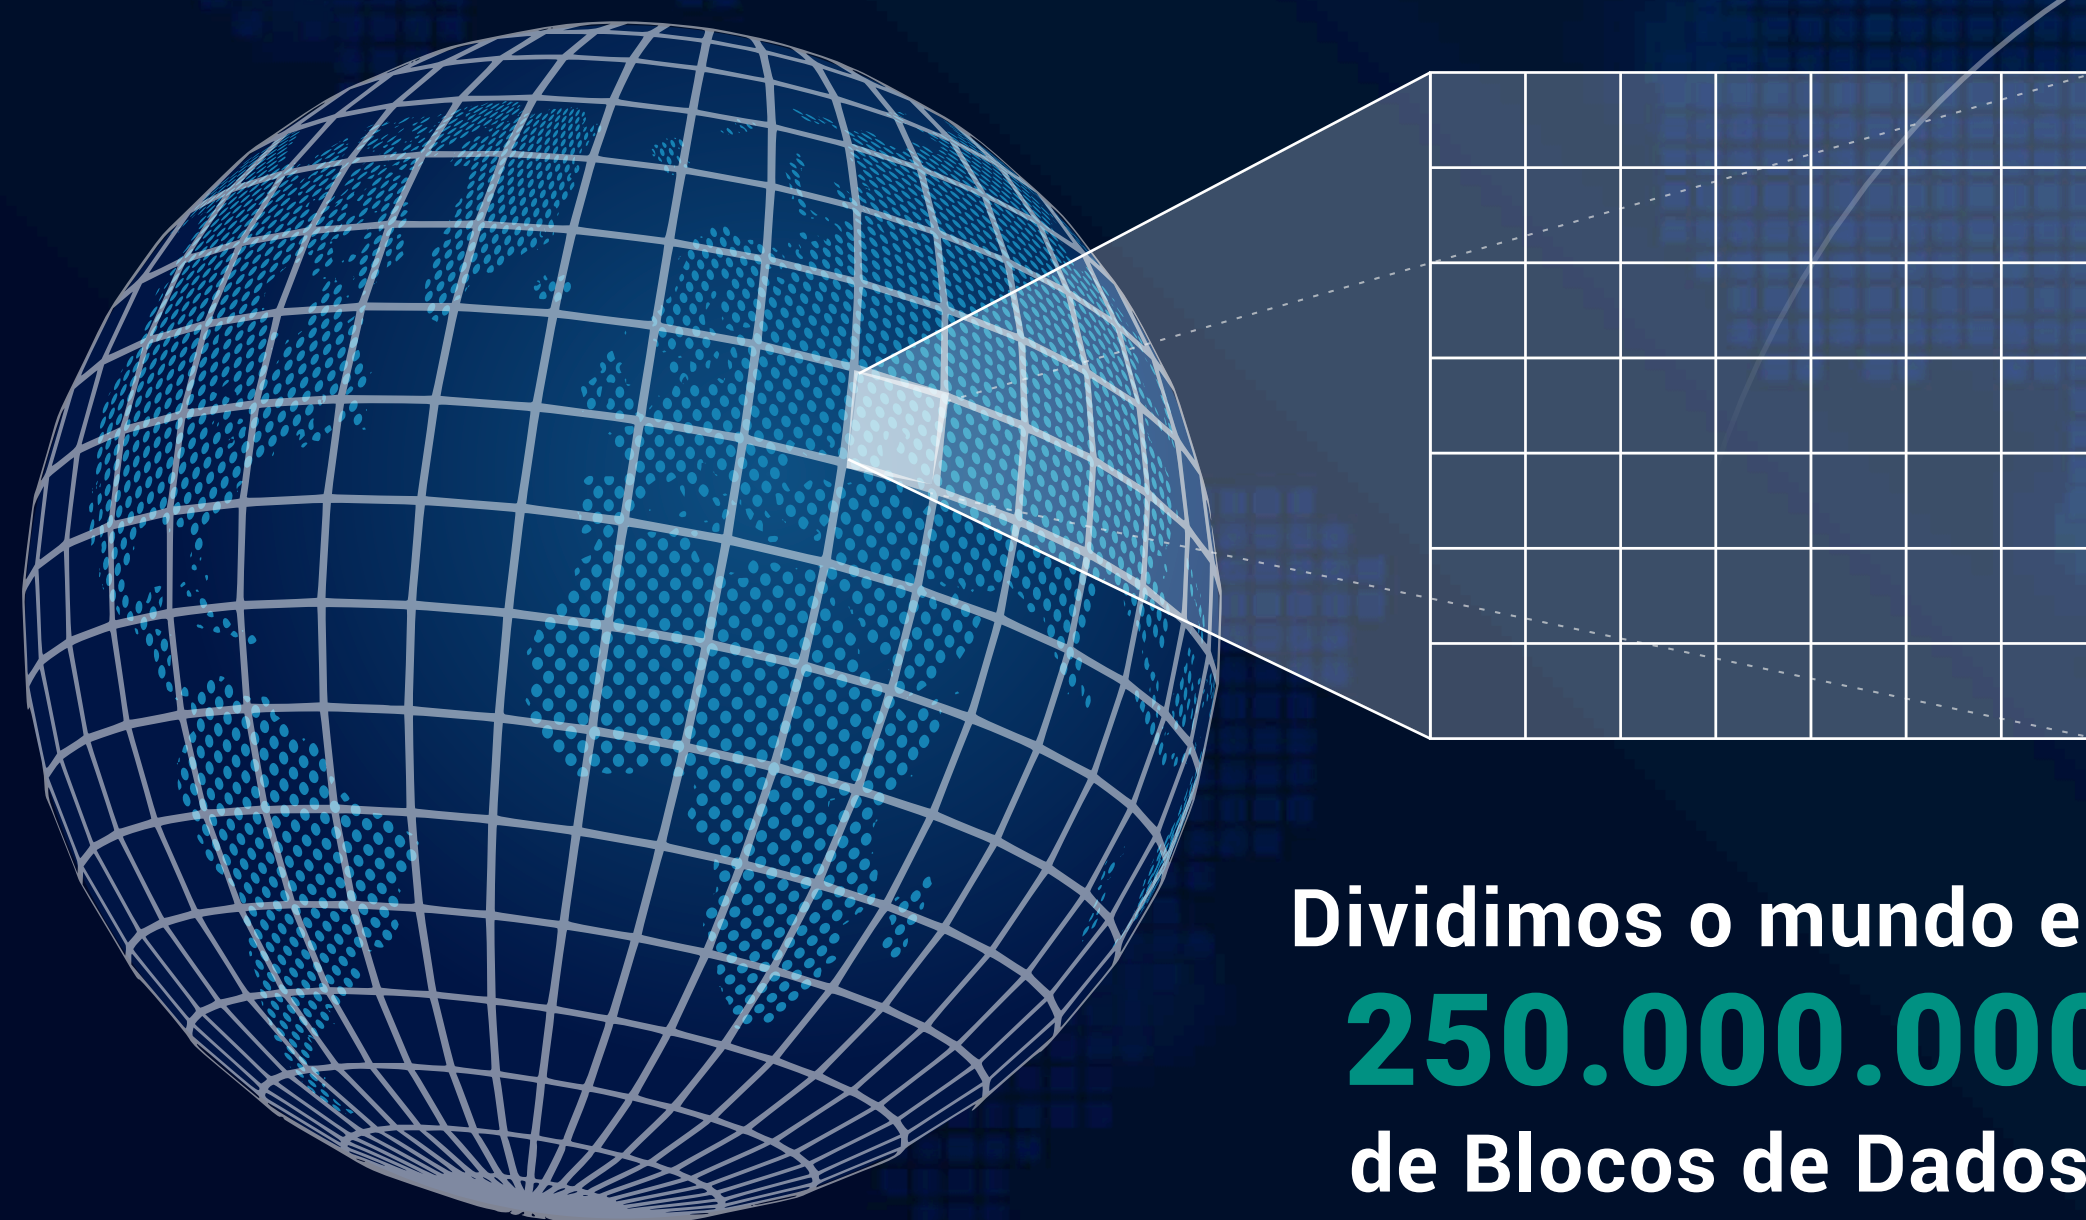 Dividimos o mundo e
250.000.000
de Blocos de Dados